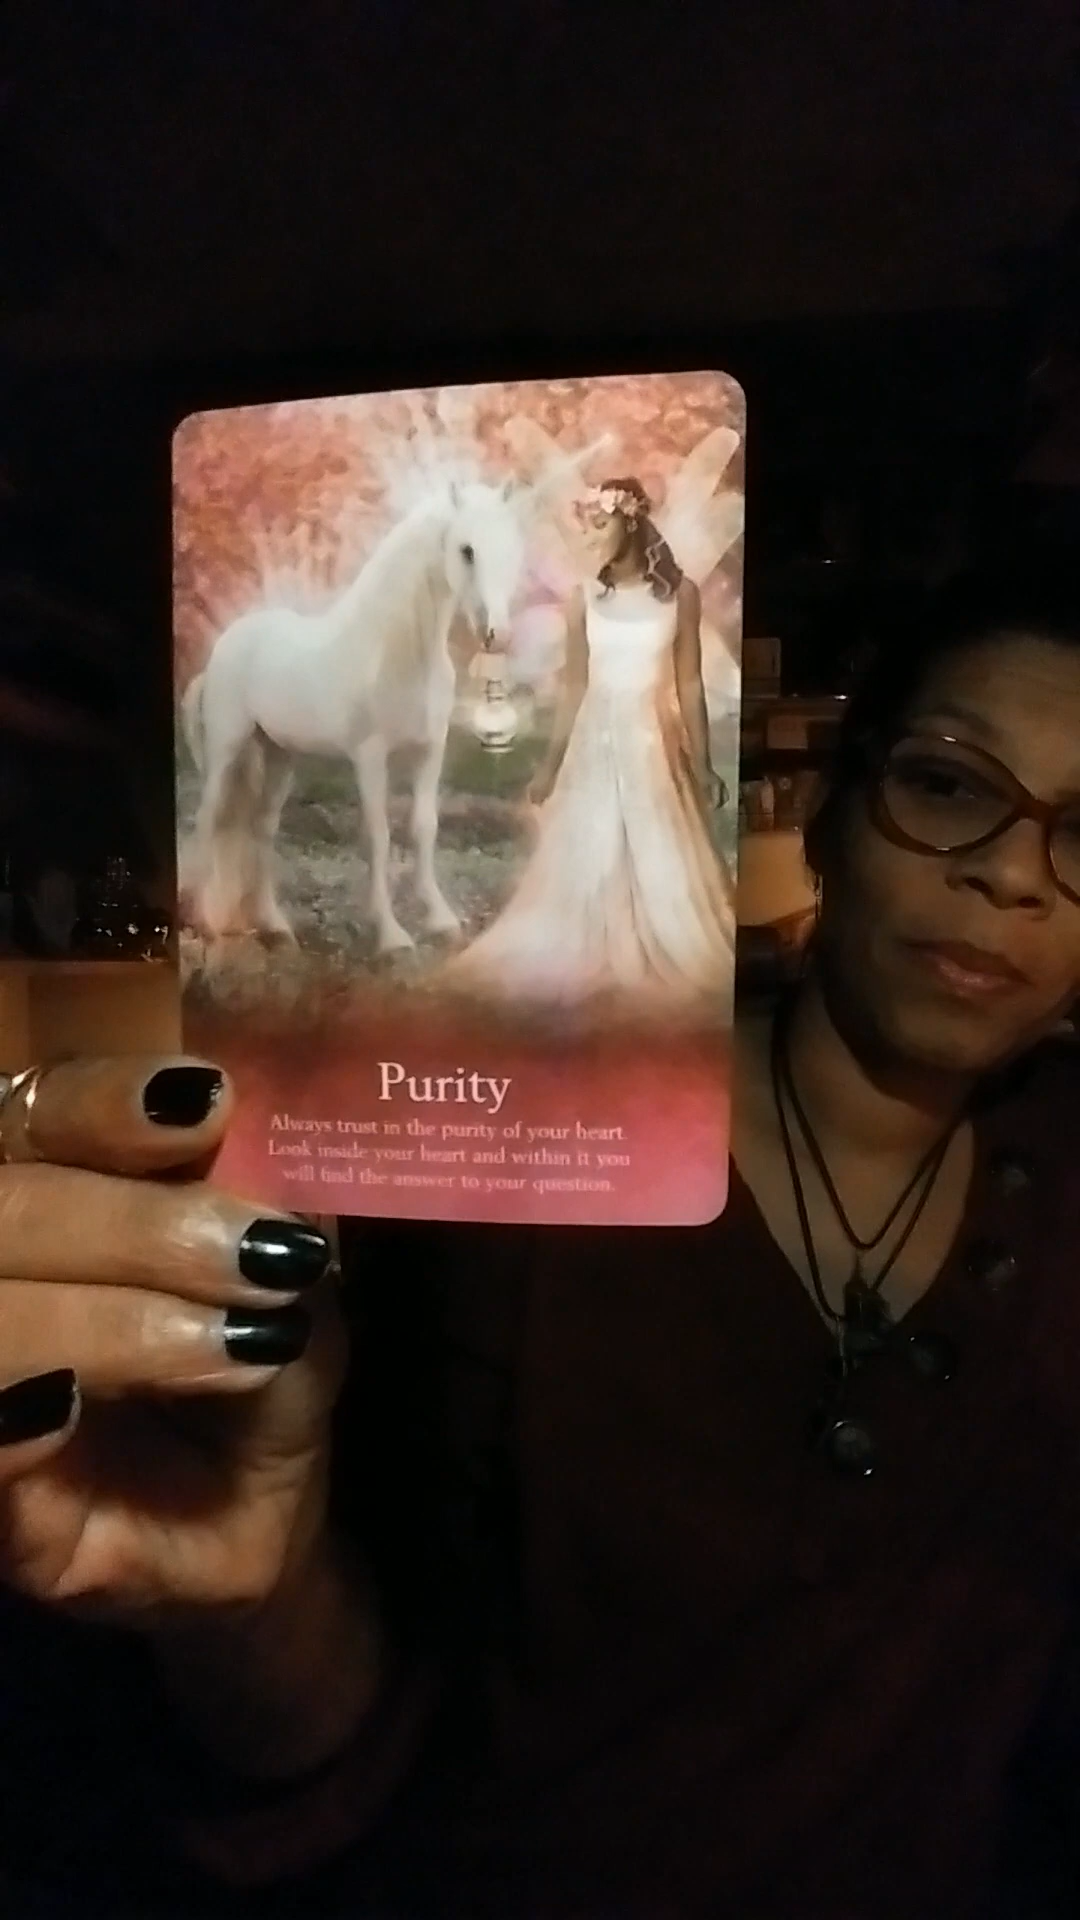 Purity
Always trust in the purity of your heart.
Look inside your heart and within it you
will find the answer to your question.